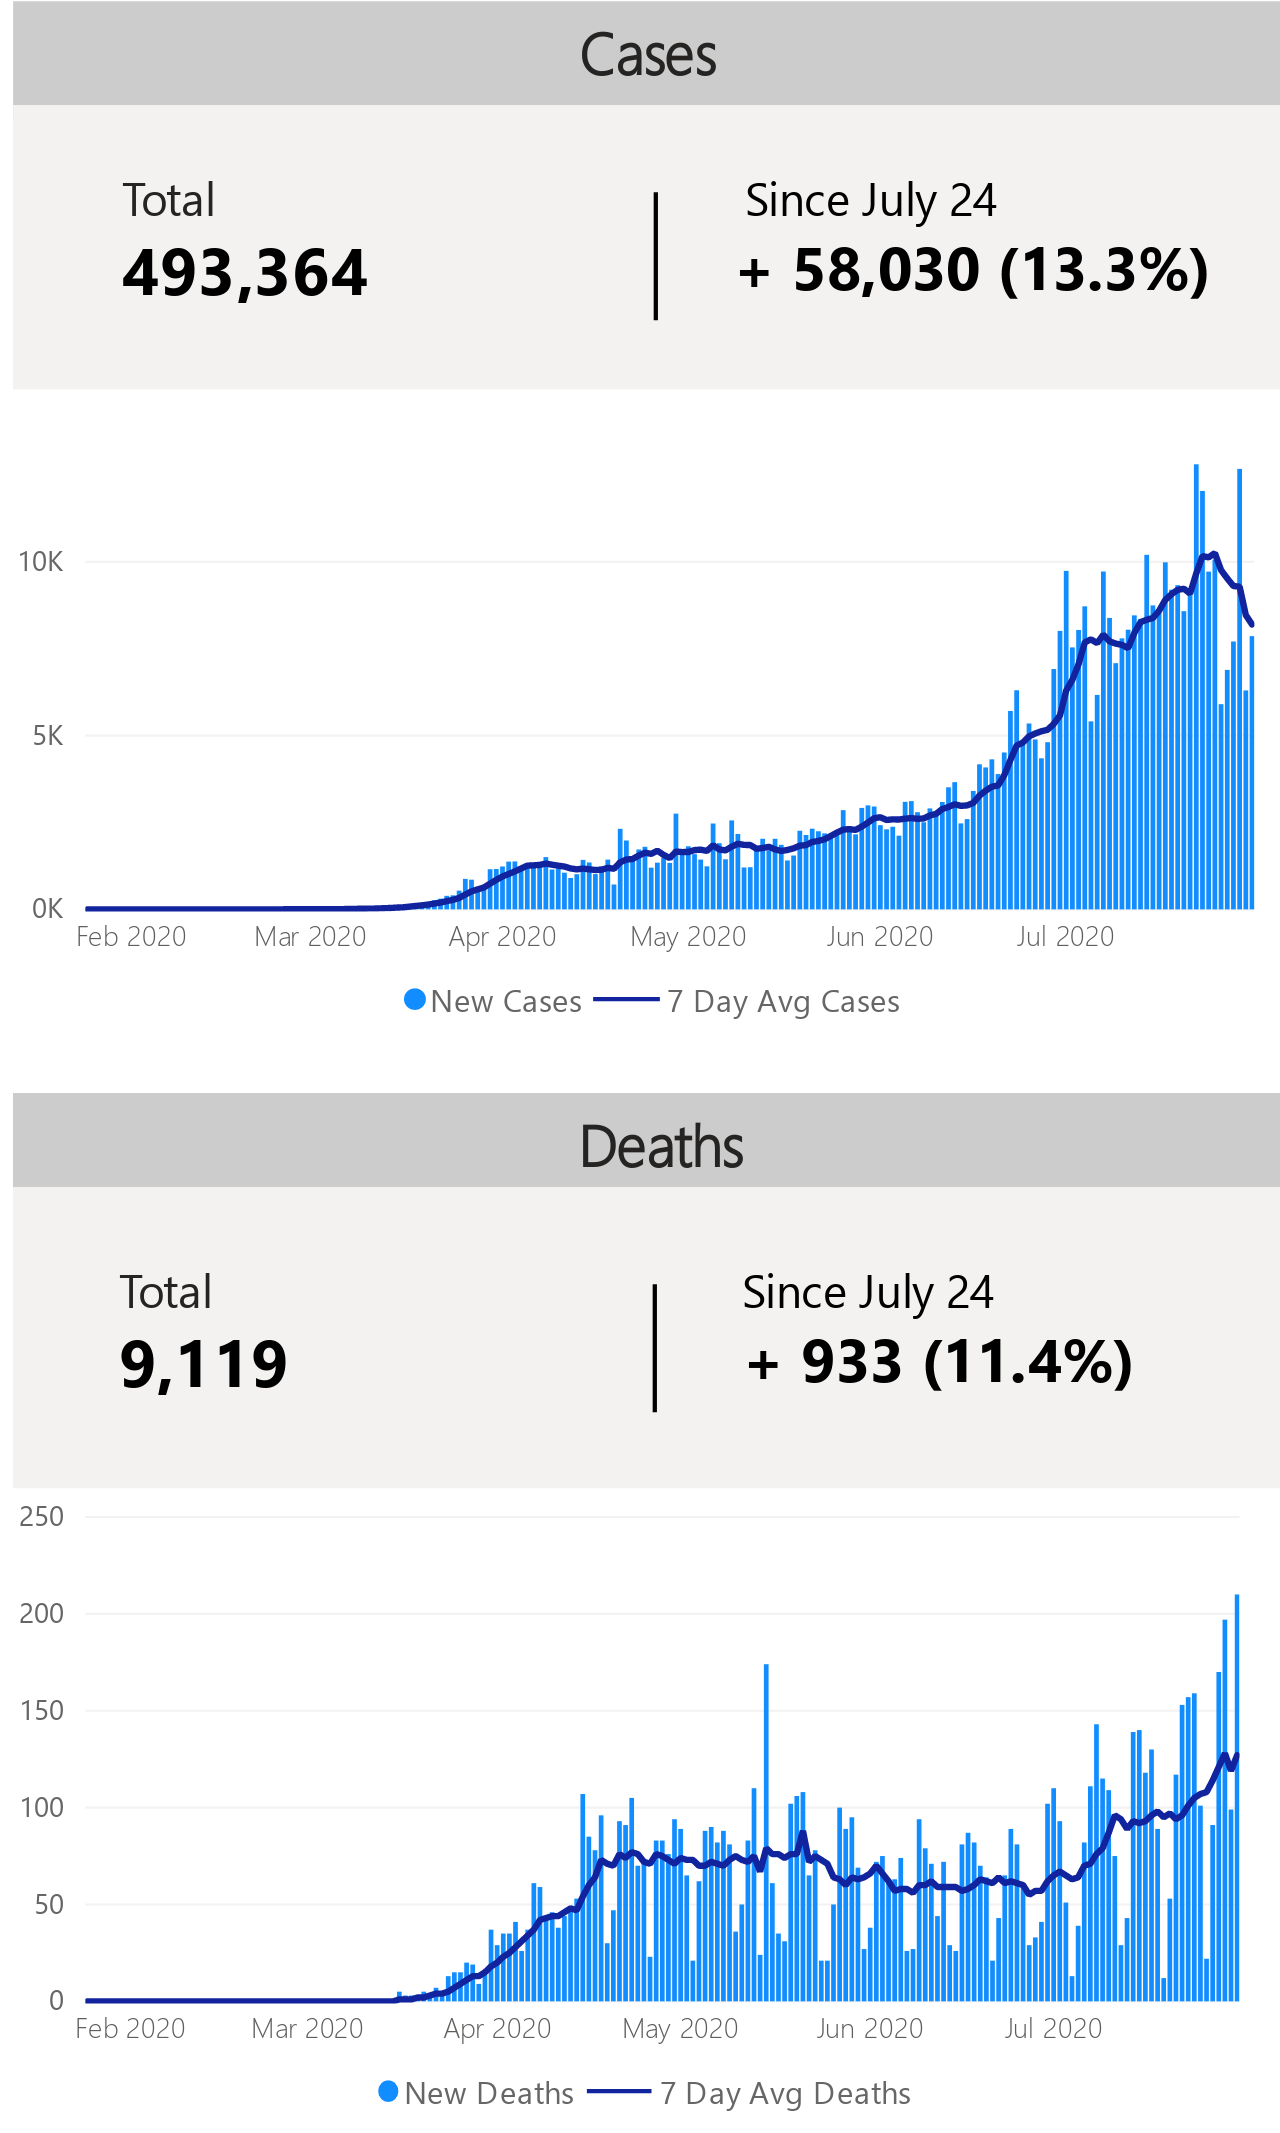 Cases
Total
Since July 24
493,364
+ 58,030 (13.3%)
10K
5K
0K
Feb 2020 Mar 2020 Apr 2020 May 2020 Jun 2020 Jul 2020
New Cases 7 Day Avg Cases
Deaths
Total
Since July 24
9,119
+ 933 (11.4%)
250
200
150
100
50
0
Feb 2020 Mar 2020 Apr 2020 May 2020 Jun 2020 Jul 2020
New Deaths 7 Day Avg Deaths